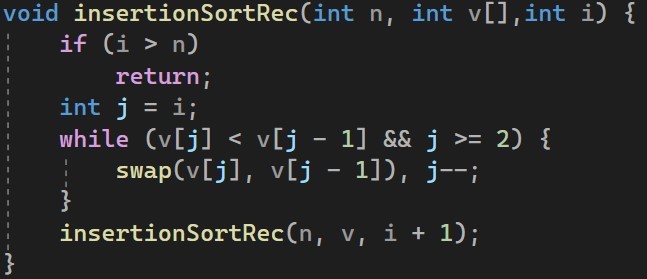 void insertionSortRec(int n, int v[],int i) {
    if (i > n)
        return;
    int j = i;
    while (v[j] < v[j - 1] && j >= 2) {
        swap(v[j], v[j - 1]), j--;
    }
    insertionSortRec(n, v, i + 1);
}